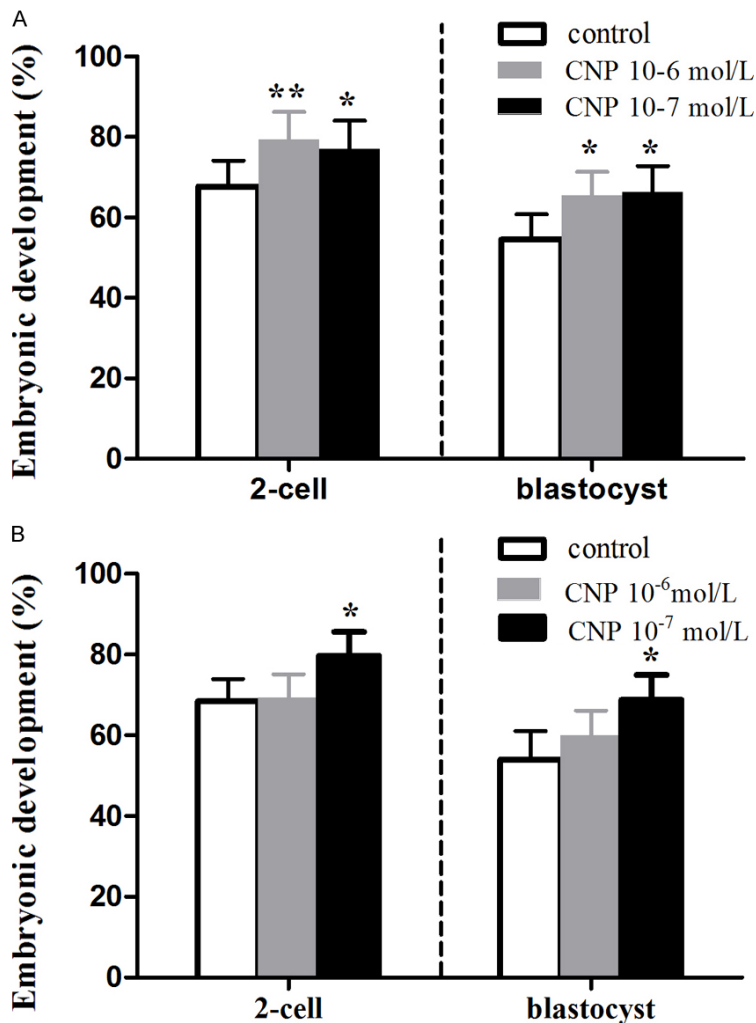 A
Embryonic development (%)
100
80
60
40
20
0
control
CNP 10-6 mol/L
CNP 10-7 mol/L
** *
* *
2-cell blastocyst
B
Embryonic development (%)
100
80
60
40
20
0
control
CNP 10⁻⁶mol/L
CNP 10⁻⁷ mol/L
*
*
2-cell blastocyst